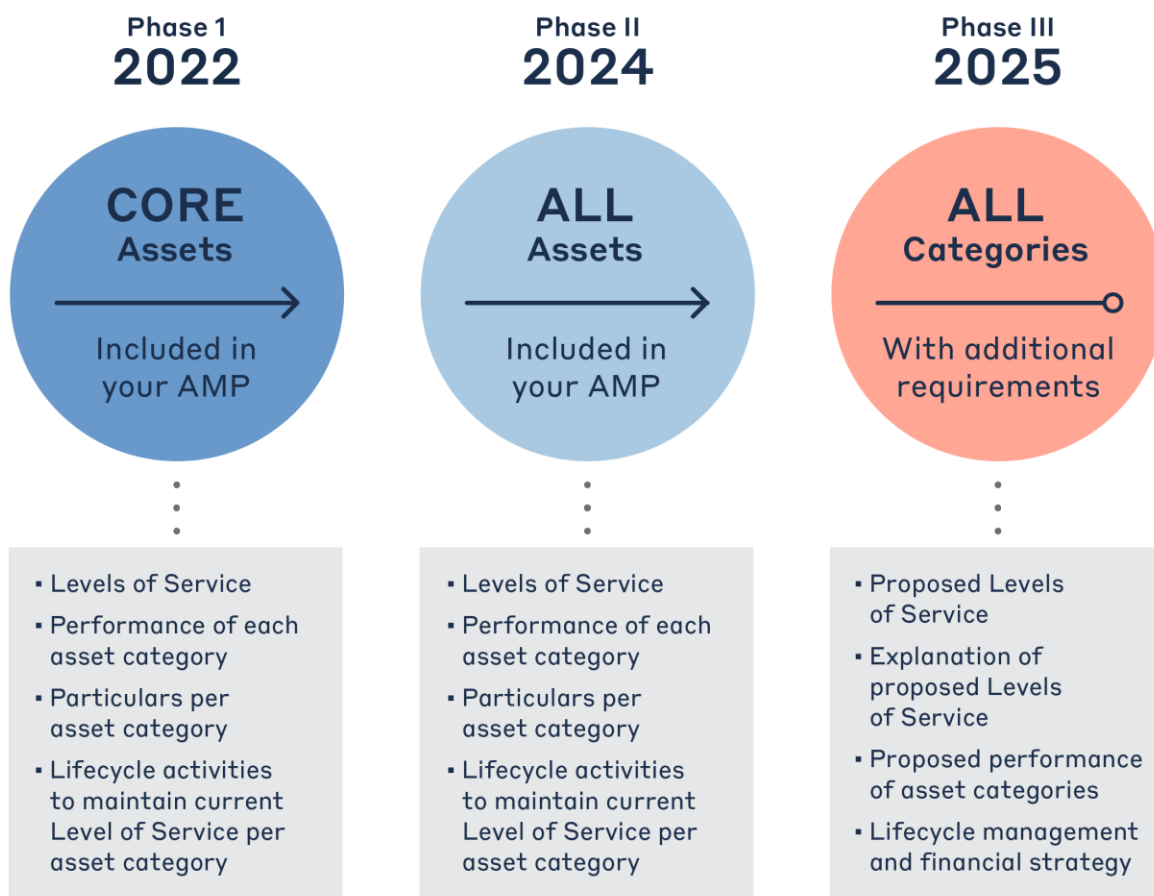 Phase 1
2022
CORE
Assets
Included in
your AMP
▪ Levels of Service
▪ Performance of each
asset category
▪ Particulars per
asset category
▪ Lifecycle activities
to maintain current
Level of Service per
asset category
Phase II
2024
ALL
Assets
Included in
your AMP
▪ Levels of Service
▪ Performance of each
asset category
▪ Particulars per
asset category
▪ Lifecycle activities
to maintain current
Level of Service per
asset category
Phase III
2025
ALL
Categories
With additional
requirements
▪ Proposed Levels
of Service
▪ Explanation of
proposed Levels
of Service
▪ Proposed performance
of asset categories
▪ Lifecycle management
and financial strategy